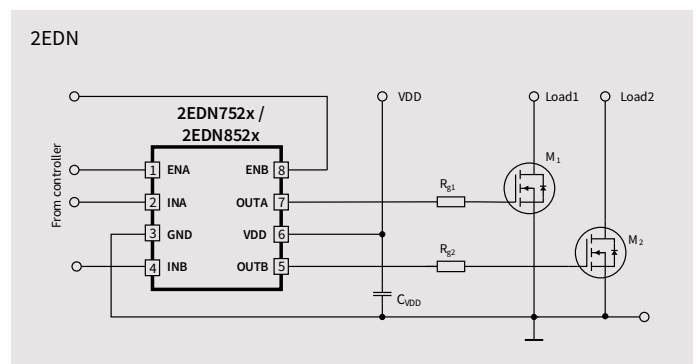 2EDN
2EDN752x /
2EDN852x
From controller
VDD
Load1
Load2
1 ENA
2 INA
3 GND
4 INB
ENB 8
OUTA 7
VDD 6
OUTB 5
Rg1
Rg2
M1
M2
CVDD